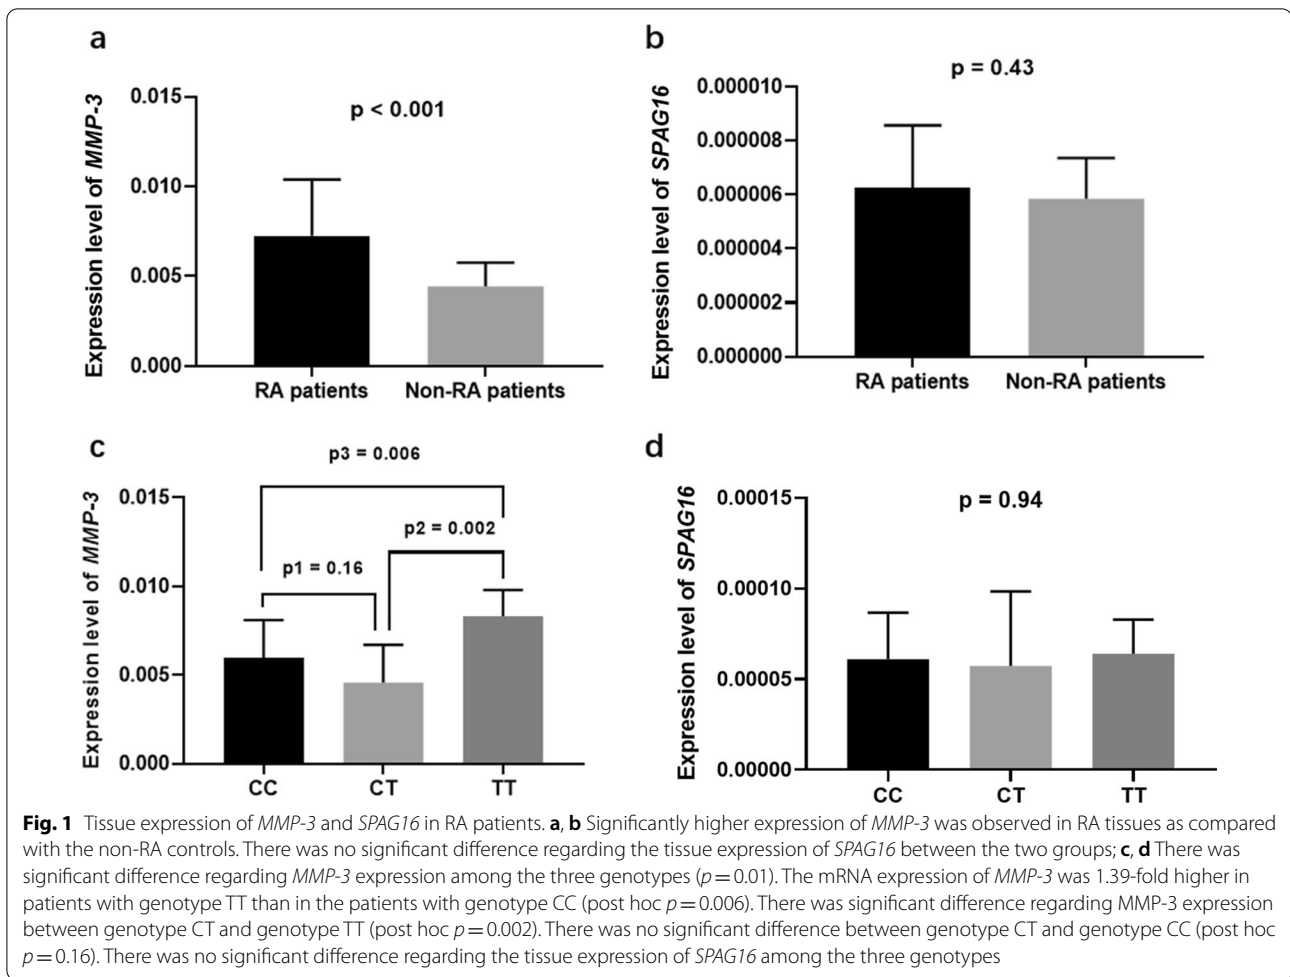 a
Expression level of MMP-3
0.015
0.010
0.005
0.000
p < 0.001
RA patients
Non-RA patients
b
Expression level of SPAG16
0.000010
0.000008
0.000006
0.000004
0.000002
0.000000
p = 0.43
RA patients
Non-RA patients
c
Expression level of MMP-3
0.015
0.010
0.005
0.000
p3 = 0.006
p2 = 0.002
p1 = 0.16
CC
CT
TT
d
Expression level of SPAG16
0.00015
0.00010
0.00005
0.00000
p = 0.94
CC
CT
TT
Fig. 1 Tissue expression of MMP-3 and SPAG16 in RA patients. a, b Significantly higher expression of MMP-3 was observed in RA tissues as compared
with the non-RA controls. There was no significant difference regarding the tissue expression of SPAG16 between the two groups; c, d There was
significant difference regarding MMP-3 expression among the three genotypes (p = 0.01). The mRNA expression of MMP-3 was 1.39-fold higher in
patients with genotype TT than in the patients with genotype CC (post hoc p = 0.006). There was significant difference regarding MMP-3 expression
between genotype CT and genotype TT (post hoc p = 0.002). There was no significant difference between genotype CT and genotype CC (post hoc
p = 0.16). There was no significant difference regarding the tissue expression of SPAG16 among the three genotypes